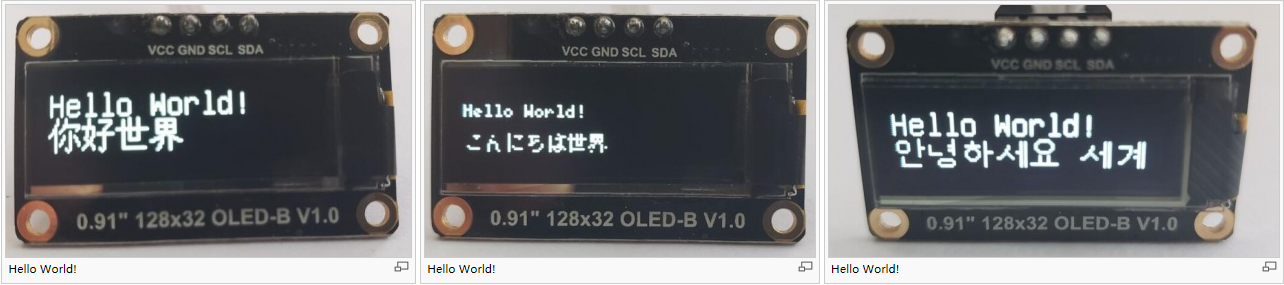 VCC GND SCL SDA
Hello World!
你好世界
0.91" 128x32 OLED-B V1.0
Hello World!
VCC GND SCL SDA
Hello World!
こんにちは世界
0.91" 128x32 OLED-B V1.0
Hello World!
VCC GND SCL SDA
Hello World!
안녕하세요 세계
0.91" 128x32 OLED-B V1.0
Hello World!